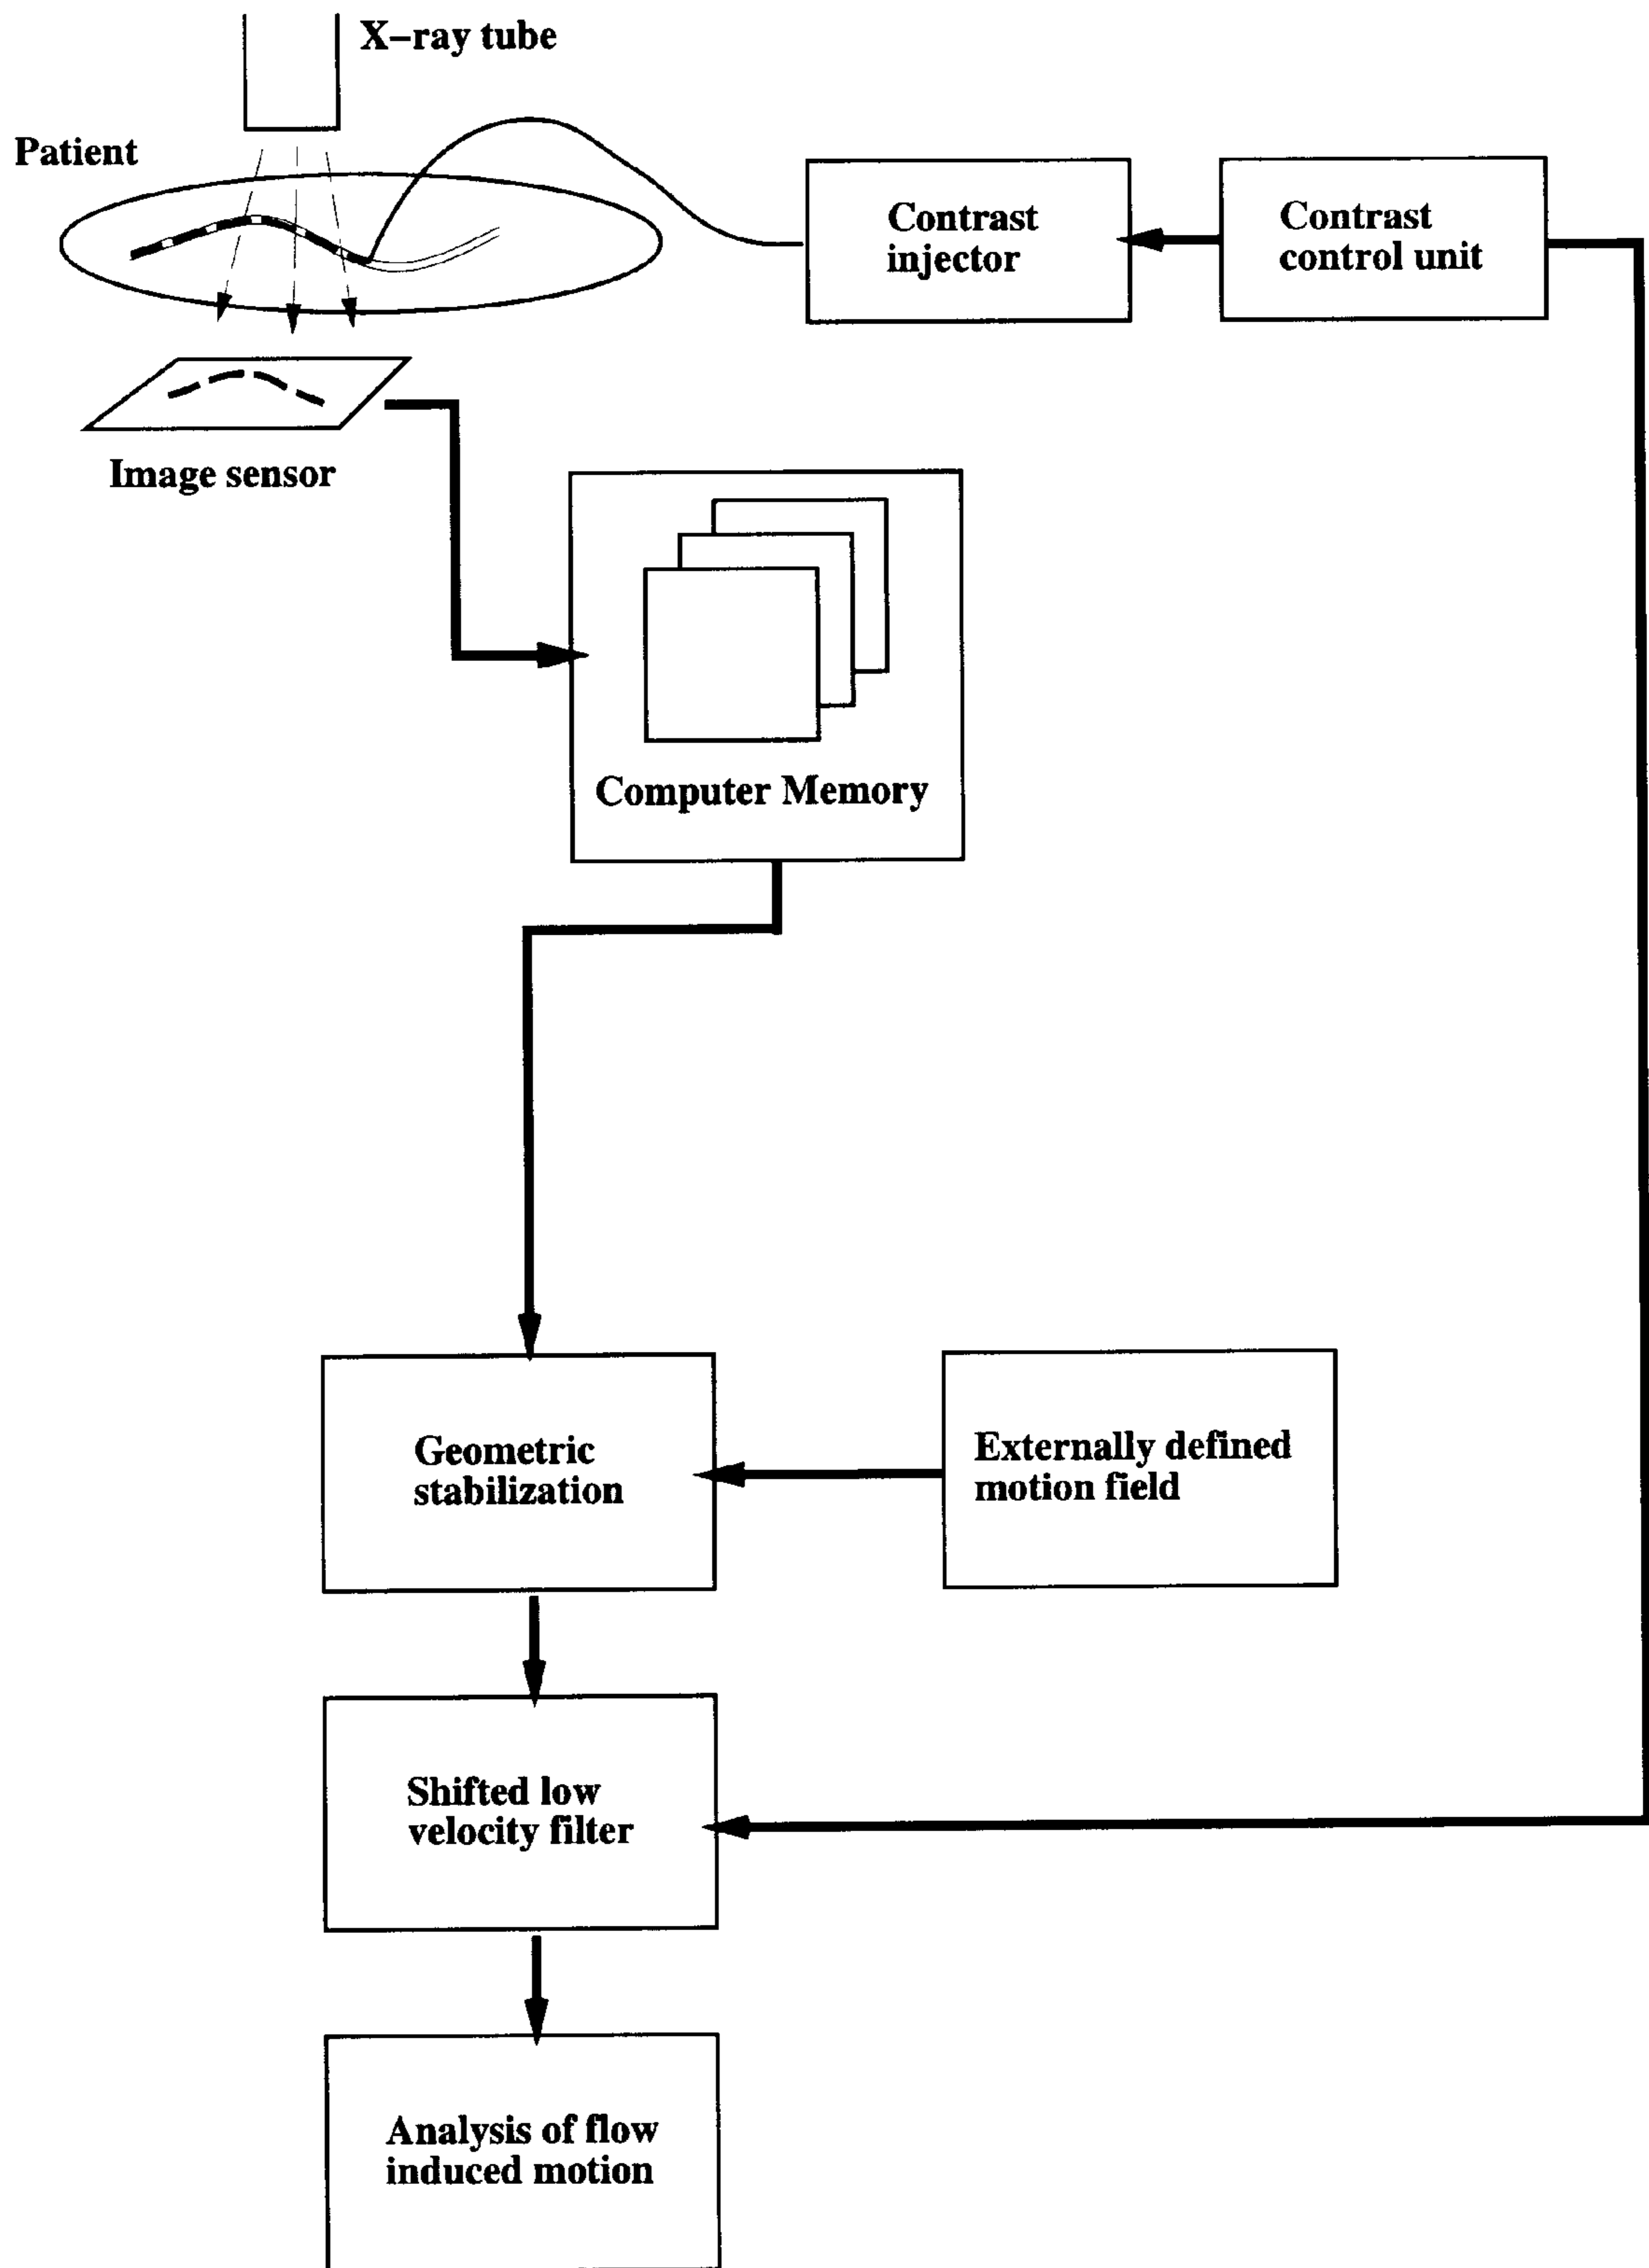 X–ray tube
Patient
Contrast
injector
Contrast
control unit
Image sensor
Computer Memory
Geometric
stabilization
Externally defined
motion field
Shifted low
velocity filter
Analysis of flow
induced motion